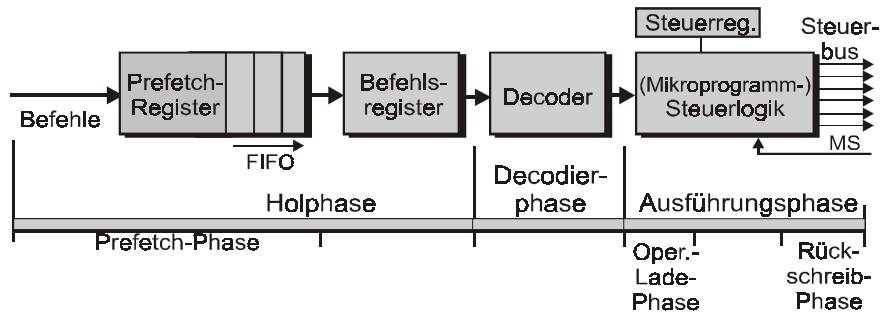 Steuerreg.
Steuer-
bus
Prefetch-
Register
Befehls-
register
Decoder
(Mikroprogramm-)
Steuerlogik
Befehle
FIFO
MS
Holphase
Decodier-
phase
Ausführungsphase
Prefetch-Phase
Oper.-
Lade-
Phase
Rück-
schreib-
Phase